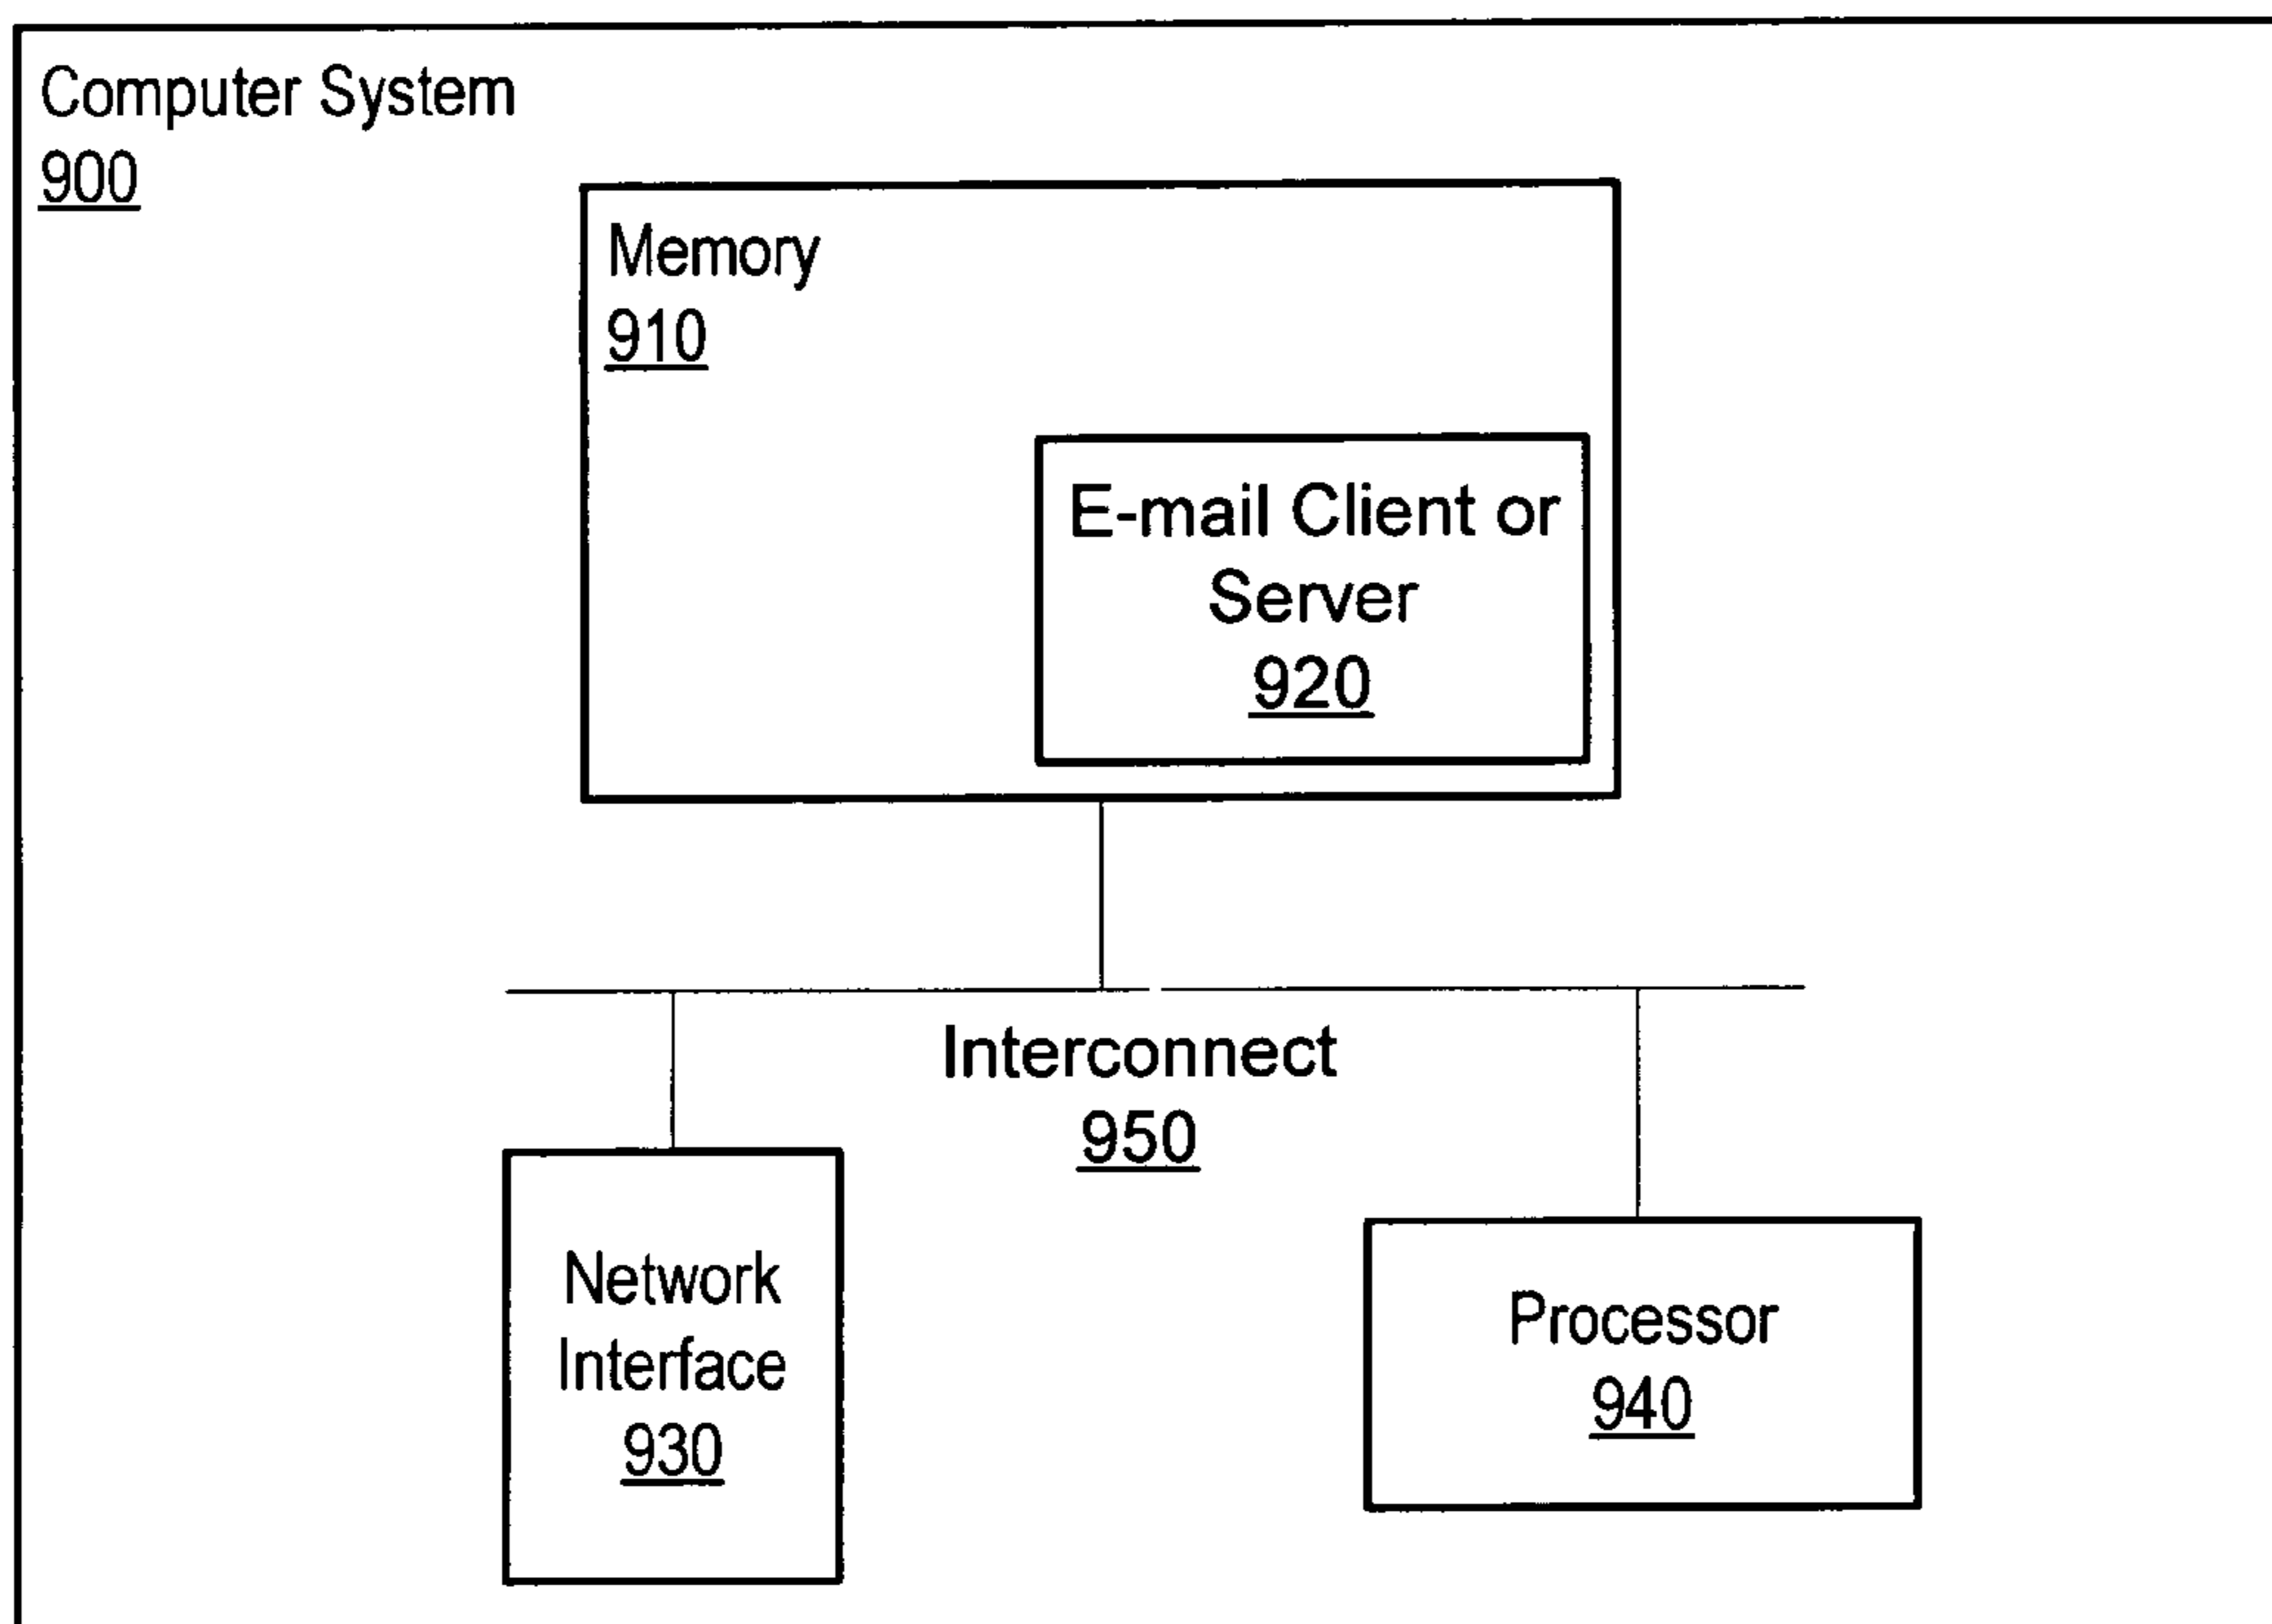 Computer System
900
Memory
910
E-mail Client or
Server
920
Interconnect
950
Network
Interface
930
Processor
940